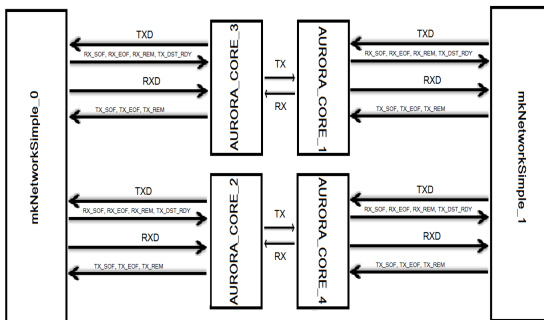 mkNetworkSimple_0
TXD
RX_SOF, RX_EOF, RX_REM, TX_DST_RDY
RXD
TX_SOF, TX_EOF, TX_REM
AURORA_CORE_3
TX
RX
AURORA_CORE_1
TXD
RX_SOF, RX_EOF, RX_REM, TX_DST_RDY
RXD
TX_SOF, TX_EOF, TX_REM
mkNetworkSimple_1
TXD
RX_SOF, RX_EOF, RX_REM, TX_DST_RDY
RXD
TX_SOF, TX_EOF, TX_REM
AURORA_CORE_2
TX
RX
AURORA_CORE_4
TXD
RX_SOF, RX_EOF, RX_REM, TX_DST_RDY
RXD
TX_SOF, TX_EOF, TX_REM